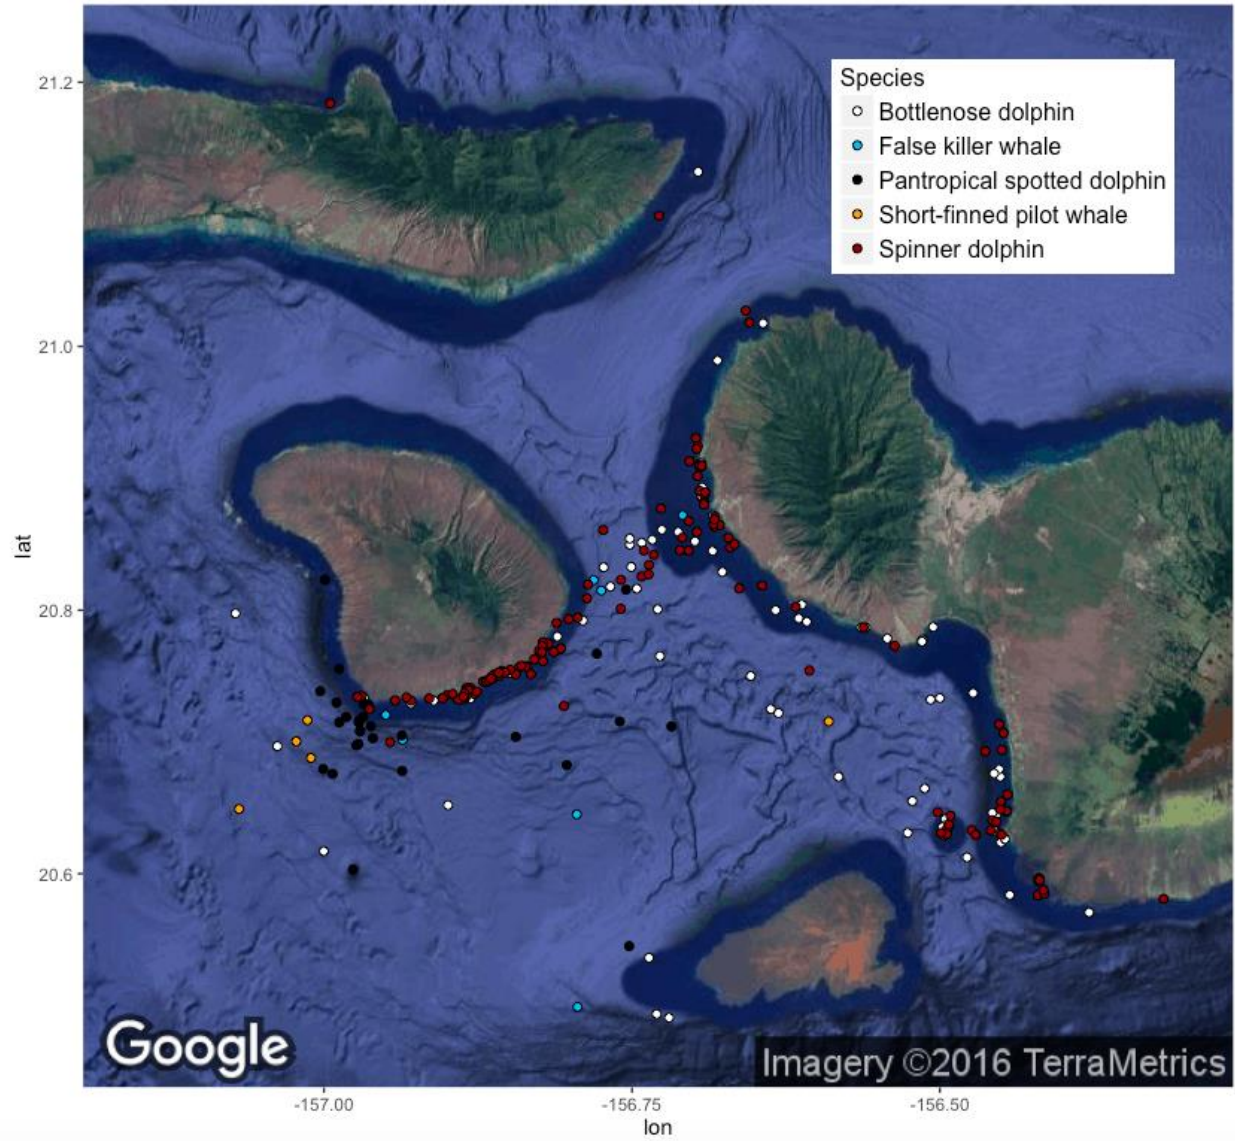 Species
Bottlenose dolphin
False killer whale
Pantropical spotted dolphin
Short-finned pilot whale
Spinner dolphin
21.2
21.0
20.8
20.6
lat
Google
Imagery ©2016 TerraMetrics
-157.00
-156.75
-156.50
lon